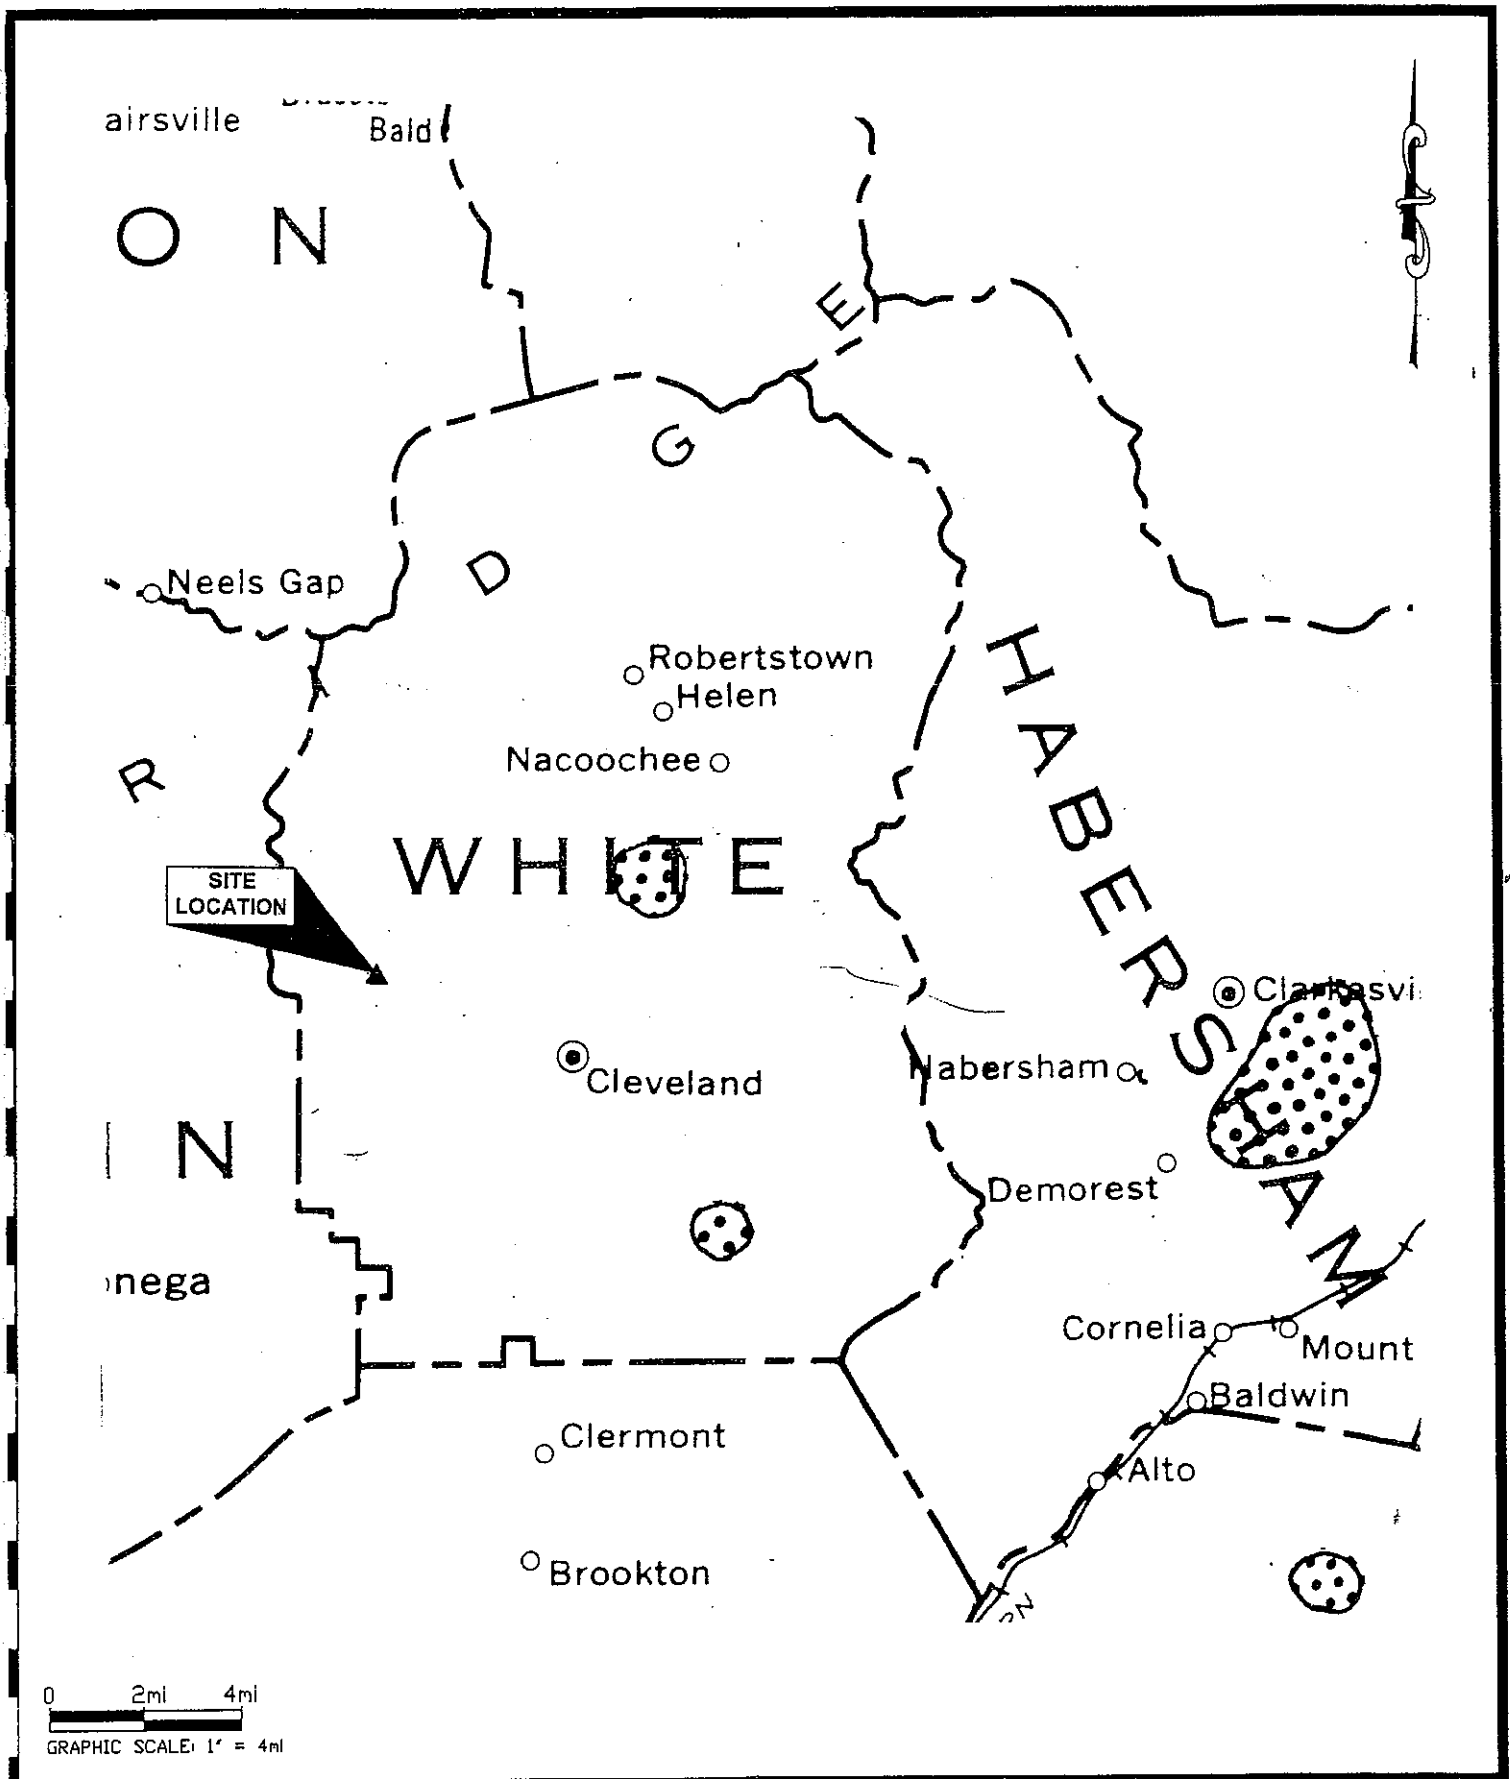 airsville
Bald
O N
E
G
D
Neels Gap
Robertstown
Helen
Nacoochee
R
WHITE
HABERSHAM
SITE
LOCATION
Clarkesvi
Cleveland
Habersham
I N
Demorest
nega
Cornelia
Mount
Baldwin
Clermont
Alto
Brookton
0 2mi 4mi
GRAPHIC SCALE: 1" = 4mi